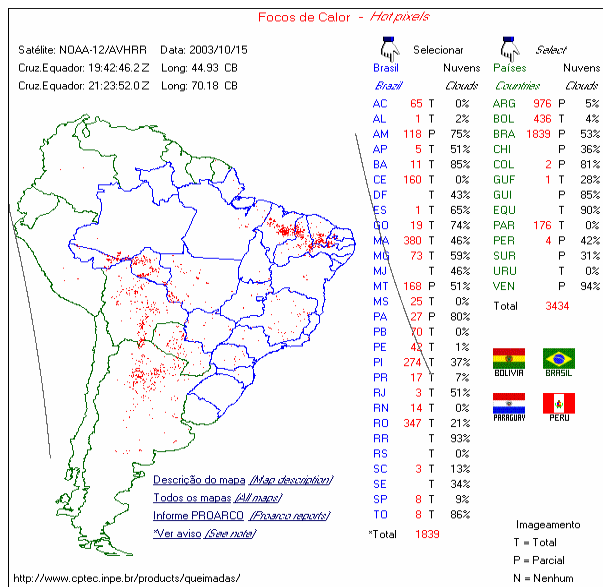 Focos de Calor - Hotpixels
Satélite: NOAA-12/AVHRR Data: 2003/10/15
Cruz.Equador: 19:42:46.2 Z Long: 44.93 CB
Cruz.Equador: 21:23:52.0 Z Long: 70.18 CB
Selecionar
Brasil Nuvens
Brazil Clouds
AC 65 T 0%
AL 1 T 2%
AM 118 P 75%
AP 5 T 51%
BA 11 T 85%
CE 160 T 0%
DF T 43%
ES 1 T 65%
GO 19 T 74%
MA 380 T 46%
MG 73 T 59%
MJ T 46%
MT 168 P 51%
MS 25 T 0%
PA 27 P 80%
PB 70 T 0%
PE 42 T 1%
PI 274 T 37%
PR 17 T 7%
RJ 3 T 51%
RN 14 T 0%
RO 347 T 21%
RR T 93%
RS T 0%
SC 3 T 13%
SE T 34%
SP 8 T 9%
TO 8 T 86%
*Total 1839
Select
Países Nuvens
Countries Clouds
ARG 976 P 5%
BOL 436 T 4%
BRA 1839 P 53%
CHI P 36%
COL 2 P 81%
GUF 1 T 28%
GUI P 85%
EQU T 90%
PAR 176 T 0%
PER 4 P 42%
SUR P 31%
URU T 0%
VEN P 94%
Total 3434
BOLIVIA BRASIL
PARAGUAY PERU
Descrição do mapa (Map description)
Todos os mapas (All maps)
Informe PROARCO (Proarco reports)
*Ver aviso (See note)
Imageamento
T = Total
P = Parcial
N = Nenhum
http://www.cptec.inpe.br/products/queimadas/